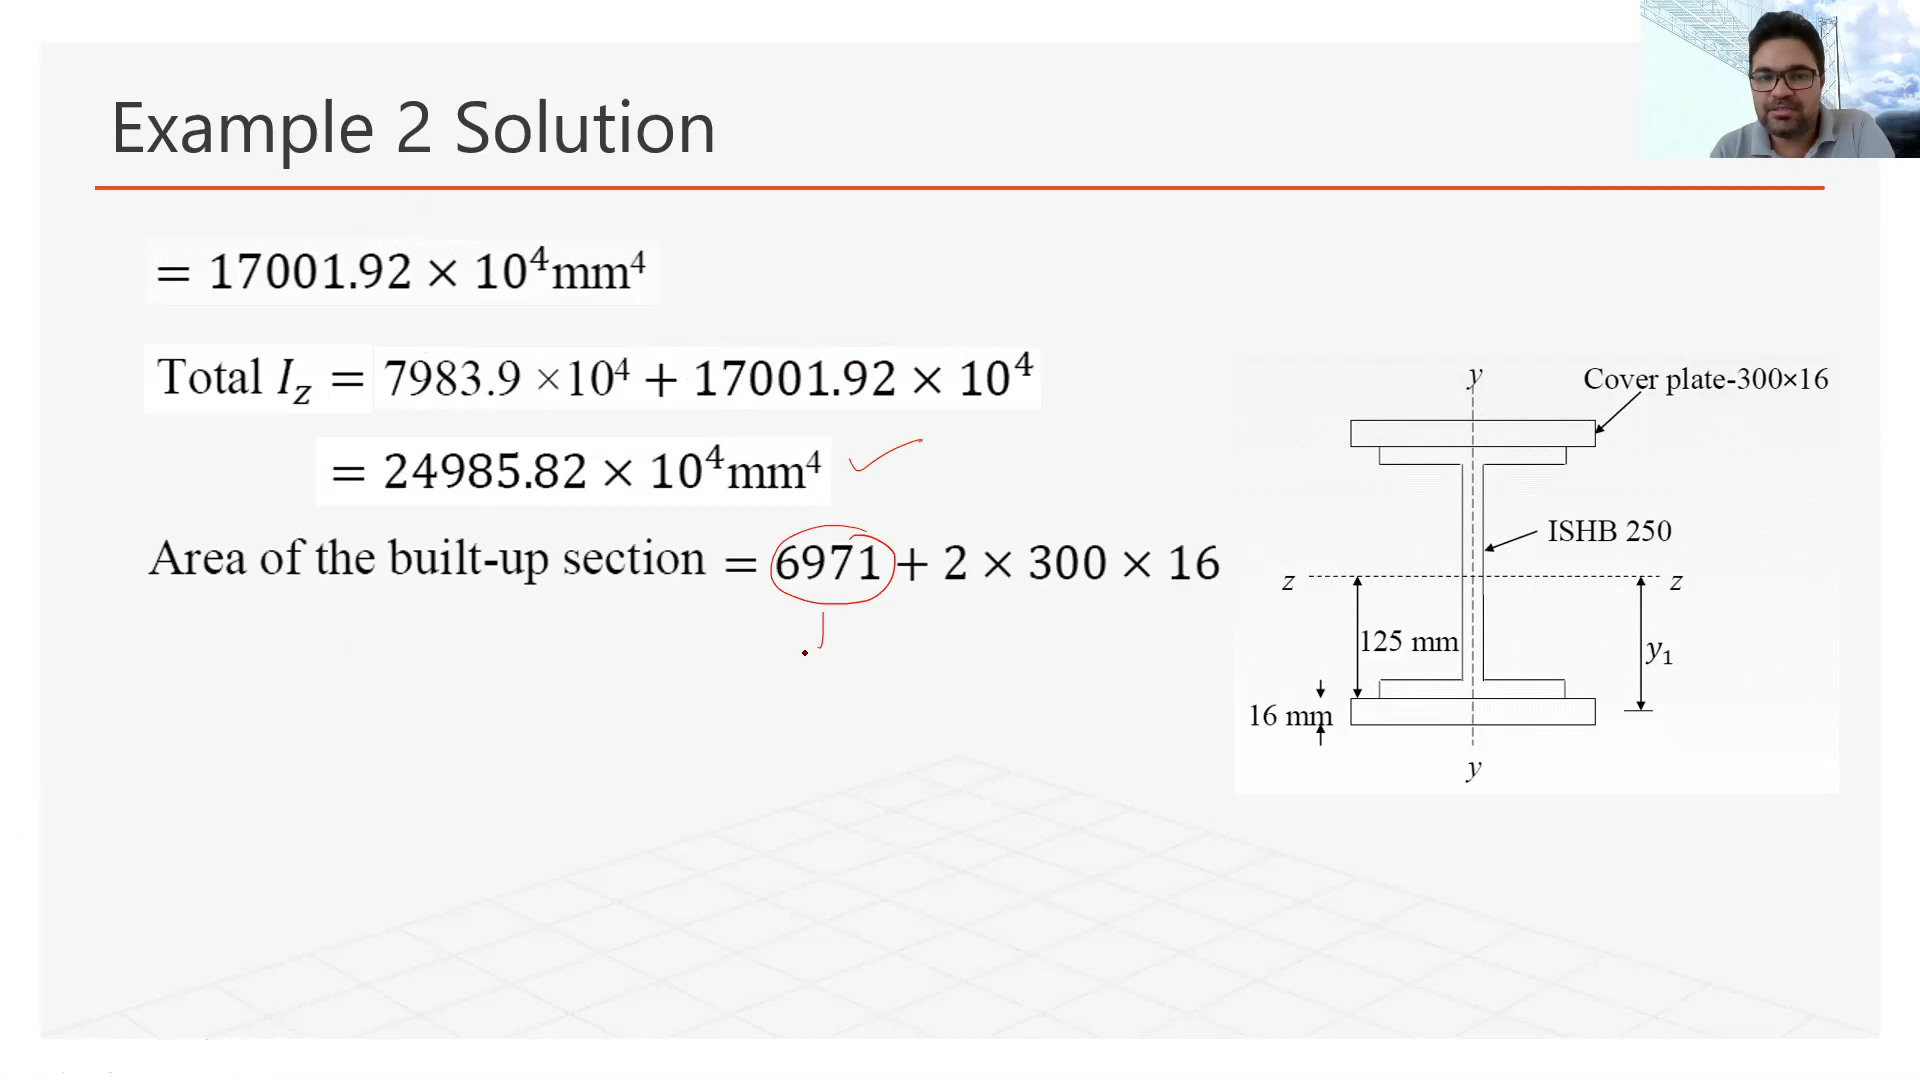 Example 2 Solution
= 17001.92 × 10⁴mm⁴
Total I_z = 7983.9 ×10⁴ + 17001.92 × 10⁴
= 24985.82 × 10⁴mm⁴
Area of the built-up section = 6971 + 2 × 300 × 16
y
Cover plate-300×16
ISHB 250
z
z
125 mm
y₁
16 mm
y